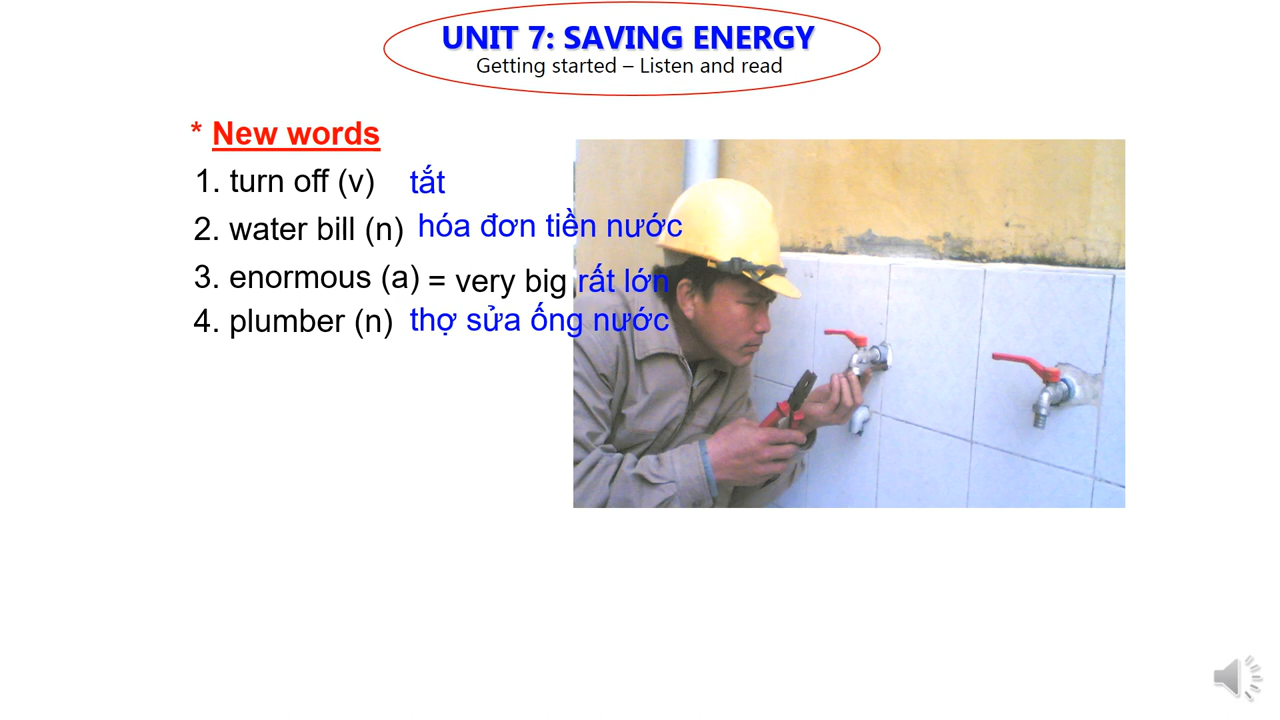 UNIT 7: SAVING ENERGY
Getting started – Listen and read
* New words
1. turn off (v) tắt
2. water bill (n) hóa đơn tiền nước
3. enormous (a) = very big rất lớn
4. plumber (n) thợ sửa ống nước